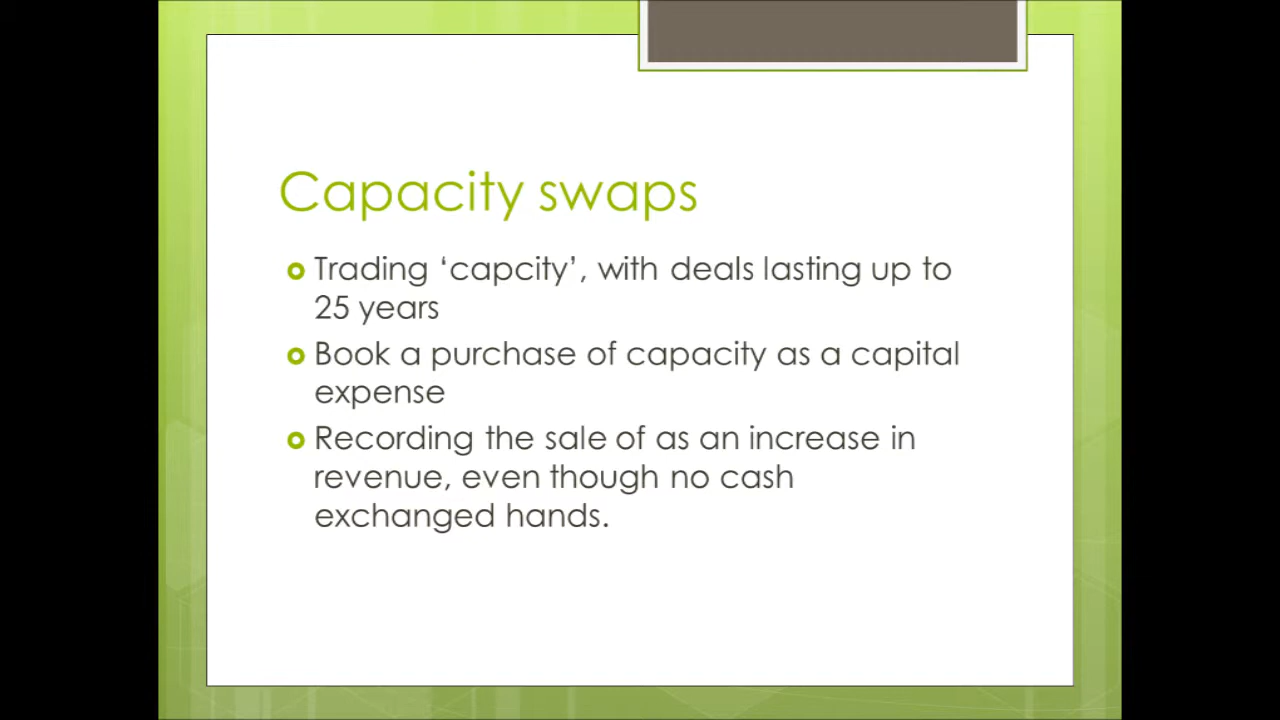 Capacity swaps
Trading ‘capcity’, with deals lasting up to
25 years
Book a purchase of capacity as a capital
expense
Recording the sale of as an increase in
revenue, even though no cash
exchanged hands.